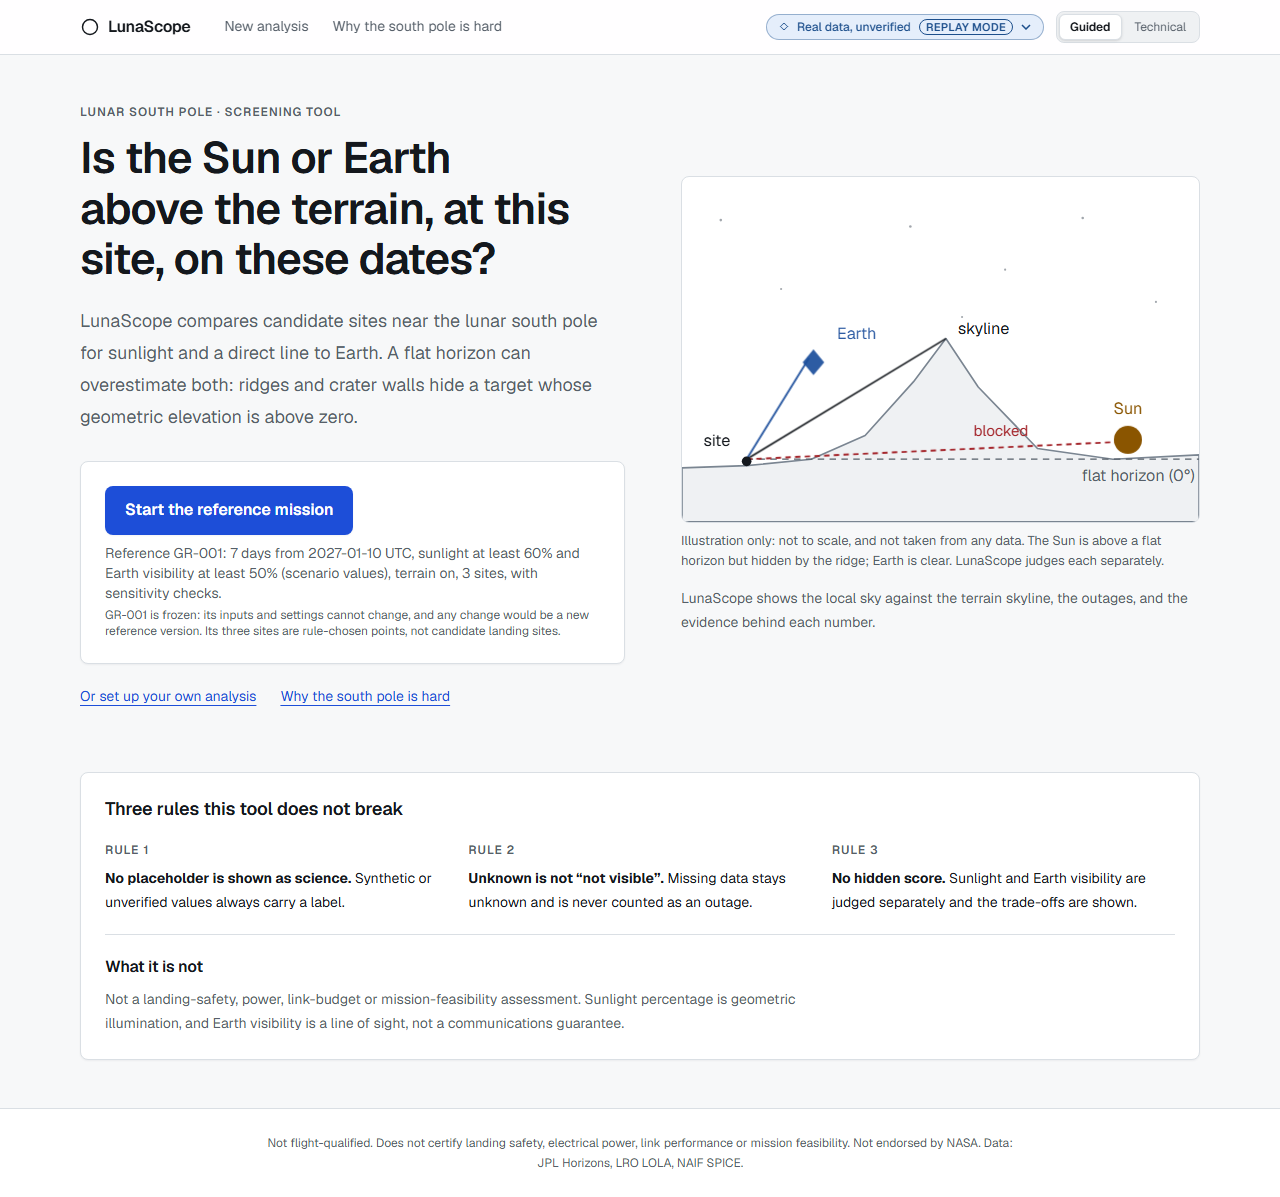 LunaScope
New analysis
Why the south pole is hard
Real data, unverified
REPLAY MODE
Guided
Technical
LUNAR SOUTH POLE · SCREENING TOOL
Is the Sun or Earth
above the terrain, at this
site, on these dates?
LunaScope compares candidate sites near the lunar south pole
for sunlight and a direct line to Earth. A flat horizon can
overestimate both: ridges and crater walls hide a target whose
geometric elevation is above zero.
Start the reference mission
Reference GR-001: 7 days from 2027-01-10 UTC, sunlight at least 60% and
Earth visibility at least 50% (scenario values), terrain on, 3 sites, with
sensitivity checks.
GR-001 is frozen: its inputs and settings cannot change, and any change would be a new
reference version. Its three sites are rule-chosen points, not candidate landing sites.
Or set up your own analysis
Why the south pole is hard
Earth
skyline
Sun
blocked
site
flat horizon (0°)
Illustration only: not to scale, and not taken from any data. The Sun is above a flat
horizon but hidden by the ridge; Earth is clear. LunaScope judges each separately.
LunaScope shows the local sky against the terrain skyline, the outages, and the
evidence behind each number.
Three rules this tool does not break
RULE 1
No placeholder is shown as science. Synthetic or
unverified values always carry a label.
RULE 2
Unknown is not “not visible”. Missing data stays
unknown and is never counted as an outage.
RULE 3
No hidden score. Sunlight and Earth visibility are
judged separately and the trade-offs are shown.
What it is not
Not a landing-safety, power, link-budget or mission-feasibility assessment. Sunlight percentage is geometric
illumination, and Earth visibility is a line of sight, not a communications guarantee.
Not flight-qualified. Does not certify landing safety, electrical power, link performance or mission feasibility. Not endorsed by NASA. Data:
JPL Horizons, LRO LOLA, NAIF SPICE.